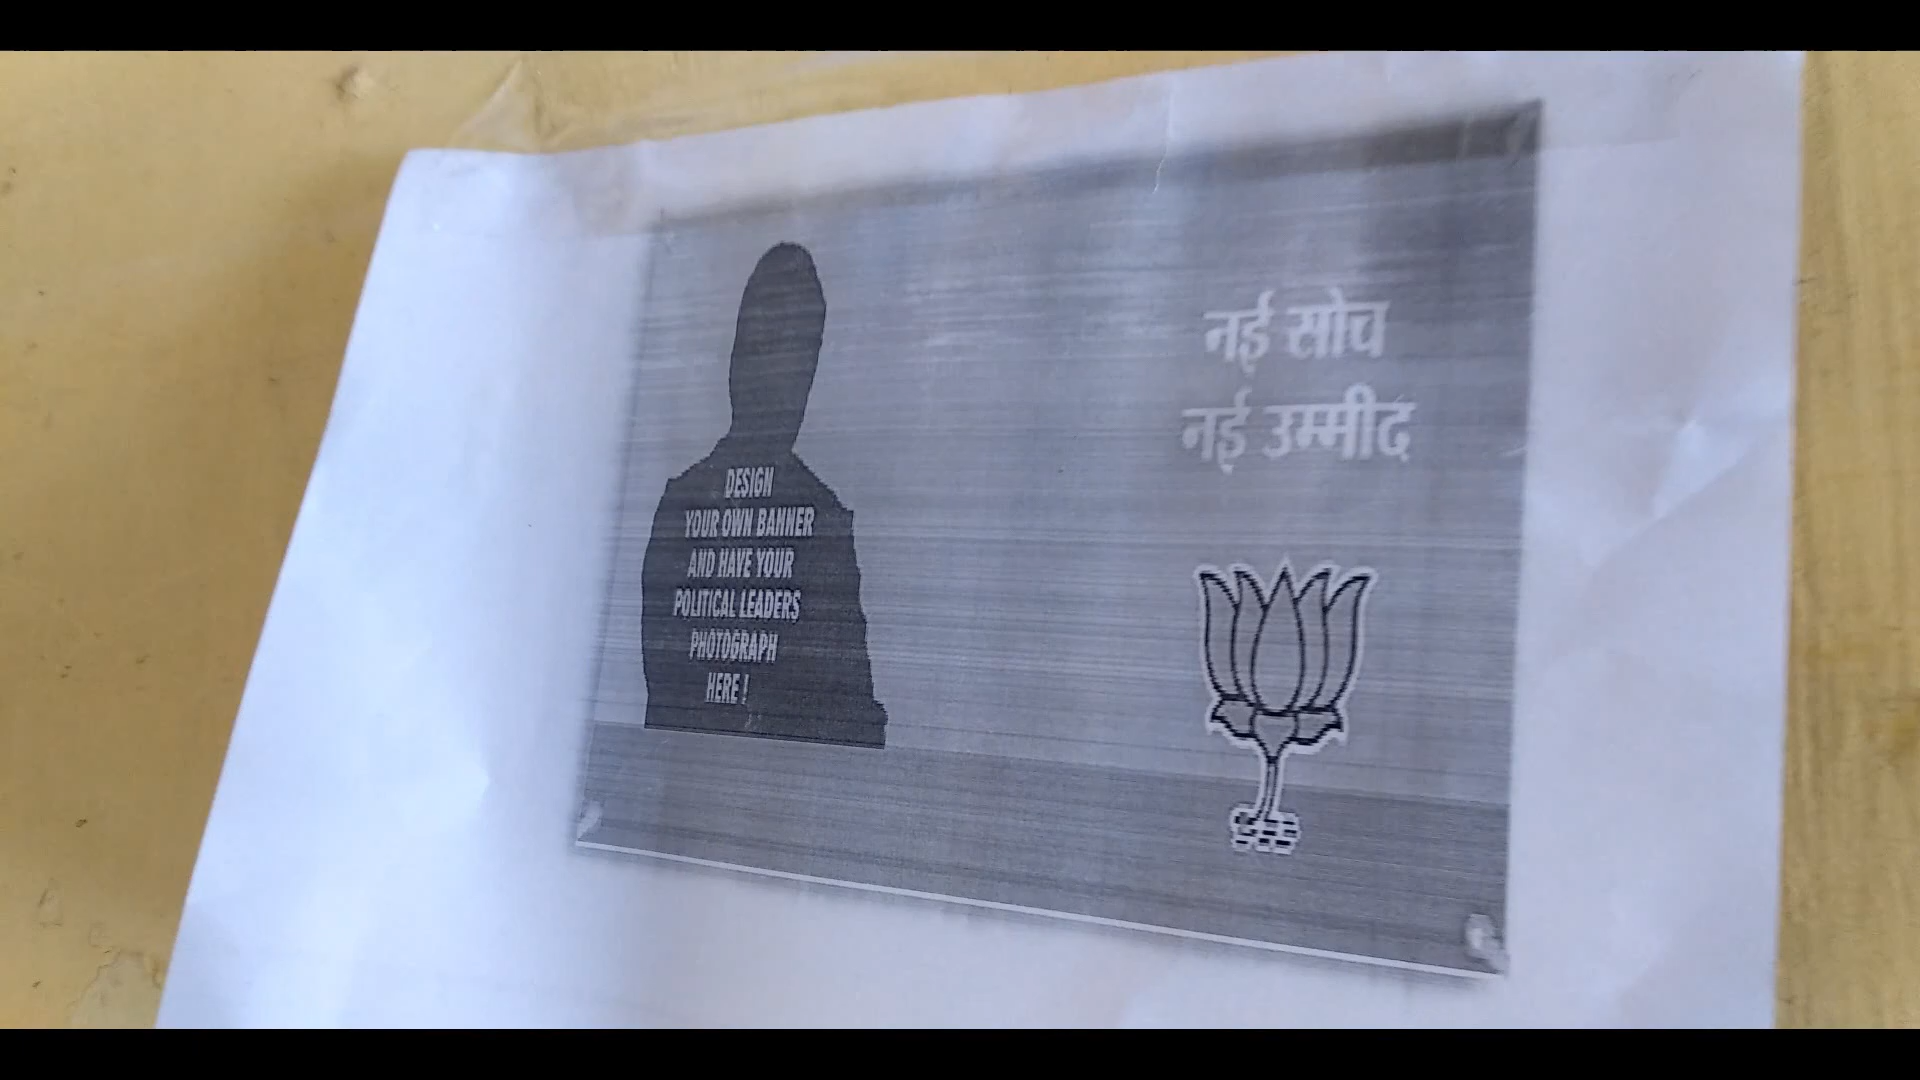 DESIGN
YOUR OWN BANNER
AND HAVE YOUR
POLITICAL LEADERS
PHOTOGRAPH
HERE !
नई सोच
नई उम्मीद